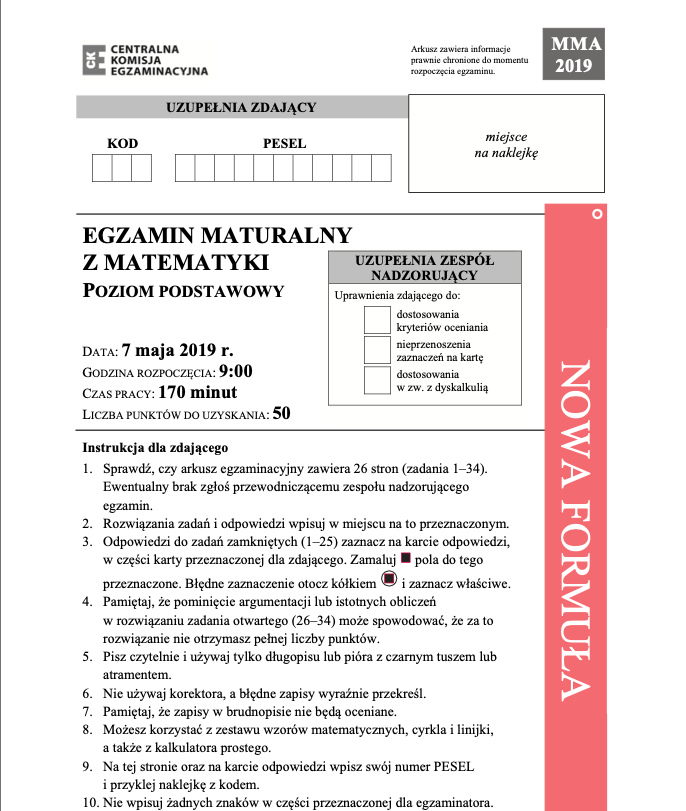 CKE
CENTRALNA
KOMISJA
EGZAMINACYJNA
Arkusz zawiera informacje
prawnie chronione do momentu
rozpoczęcia egzaminu.
MMA
2019
UZUPEŁNIA ZDAJĄCY
KOD
PESEL
miejsce
na naklejkę
EGZAMIN MATURALNY
Z MATEMATYKI
POZIOM PODSTAWOWY
DATA: 7 maja 2019 r.
GODZINA ROZPOCZĘCIA: 9:00
CZAS PRACY: 170 minut
LICZBA PUNKTÓW DO UZYSKANIA: 50
UZUPEŁNIA ZESPÓŁ
NADZORUJĄCY
Uprawnienia zdającego do:
dostosowania
kryteriów oceniania
nieprzenoszenia
zaznaczeń na kartę
dostosowania
w zw. z dyskalkulią
NOWA FORMUŁA
Instrukcja dla zdającego
1. Sprawdź, czy arkusz egzaminacyjny zawiera 26 stron (zadania 1–34).
Ewentualny brak zgłoś przewodniczącemu zespołu nadzorującego
egzamin.
2. Rozwiązania zadań i odpowiedzi wpisuj w miejscu na to przeznaczonym.
3. Odpowiedzi do zadań zamkniętych (1–25) zaznacz na karcie odpowiedzi,
w części karty przeznaczonej dla zdającego. Zamaluj ■ pola do tego
przeznaczone. Błędne zaznaczenie otocz kółkiem i zaznacz właściwe.
4. Pamiętaj, że pominięcie argumentacji lub istotnych obliczeń
w rozwiązaniu zadania otwartego (26–34) może spowodować, że za to
rozwiązanie nie otrzymasz pełnej liczby punktów.
5. Pisz czytelnie i używaj tylko długopisu lub pióra z czarnym tuszem lub
atramentem.
6. Nie używaj korektora, a błędne zapisy wyraźnie przekreśl.
7. Pamiętaj, że zapisy w brudnopisie nie będą oceniane.
8. Możesz korzystać z zestawu wzorów matematycznych, cyrkla i linijki,
a także z kalkulatora prostego.
9. Na tej stronie oraz na karcie odpowiedzi wpisz swój numer PESEL
i przyklej naklejkę z kodem.
10. Nie wpisuj żadnych znaków w części przeznaczonej dla egzaminatora.